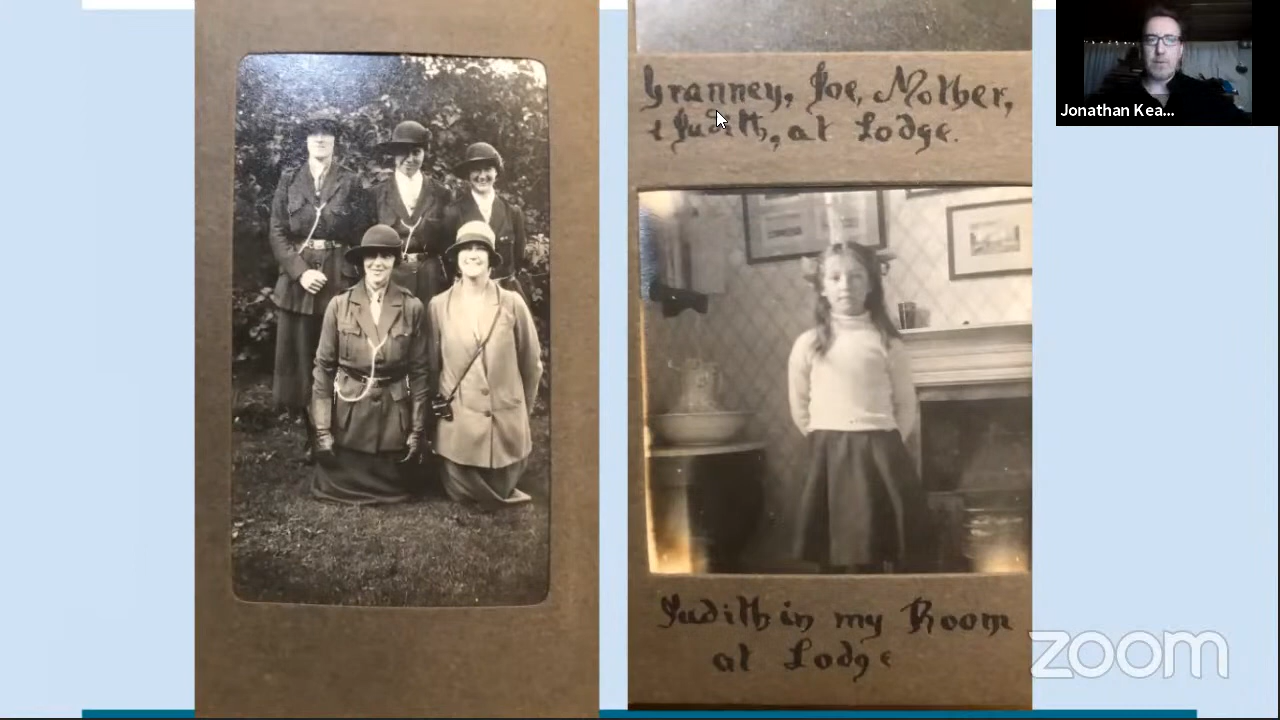 Granney, Joe, Mother,
& Judith, at Lodge.
Judith in my Room
at Lodge
Jonathan Kea...
zoom